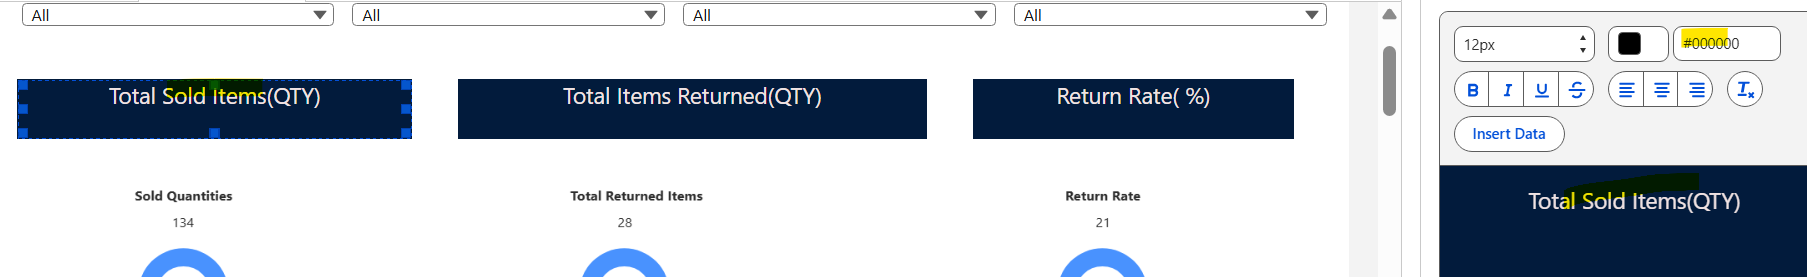 All All All All
12px #000000
Total Sold Items(QTY) Total Items Returned(QTY) Return Rate( %)
B I U S Tx
Insert Data
Sold Quantities Total Returned Items Return Rate
134 28 21
Total Sold Items(QTY)